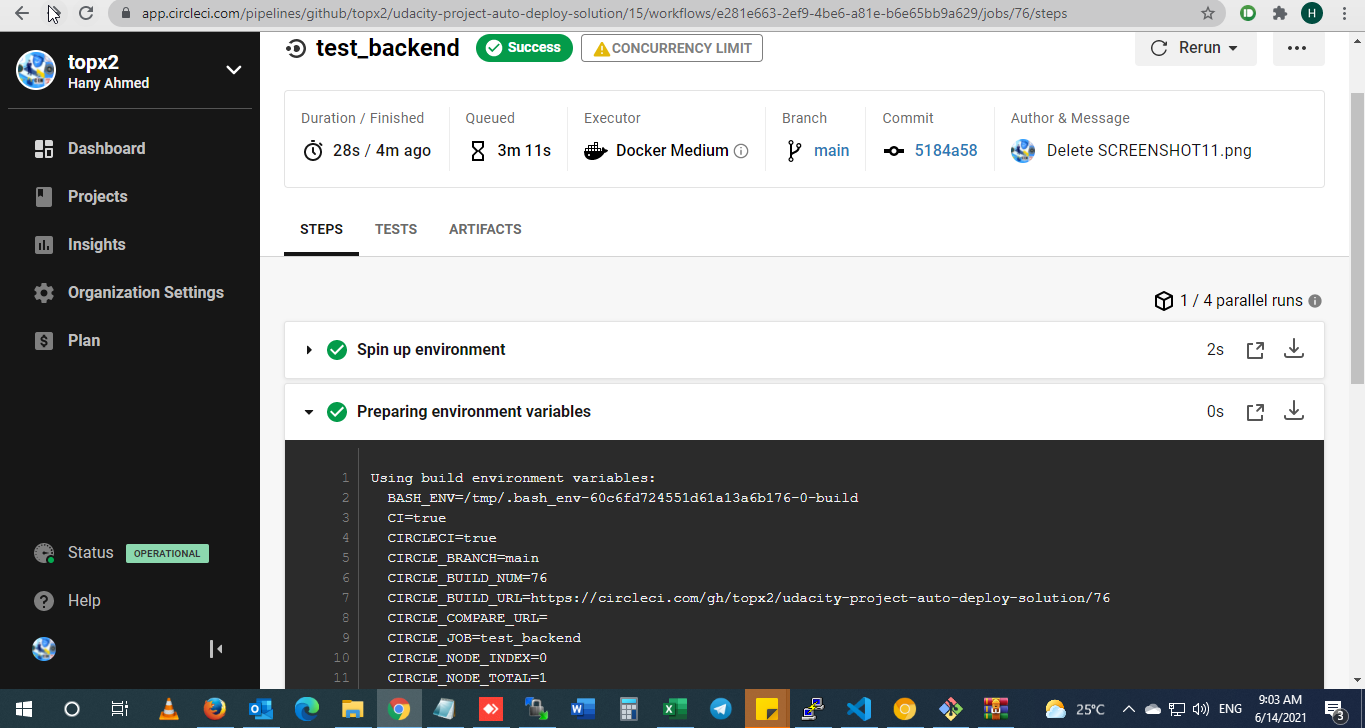 app.circleci.com/pipelines/github/topx2/udacity-project-auto-deploy-solution/15/workflows/e281e663-2ef9-4be6-a81e-b6e65bb9a629/jobs/76/steps
H
topx2
Hany Ahmed
Dashboard
Projects
Insights
Organization Settings
Plan
Status OPERATIONAL
Help
test_backend Success CONCURRENCY LIMIT Rerun
Duration / Finished Queued Executor Branch Commit Author & Message
28s / 4m ago 3m 11s Docker Medium main 5184a58 Delete SCREENSHOT11.png
STEPS TESTS ARTIFACTS
1 / 4 parallel runs
Spin up environment 2s
Preparing environment variables 0s
1 Using build environment variables:
2 BASH_ENV=/tmp/.bash_env-60c6fd724551d61a13a6b176-0-build
3 CI=true
4 CIRCLECI=true
5 CIRCLE_BRANCH=main
6 CIRCLE_BUILD_NUM=76
7 CIRCLE_BUILD_URL=https://circleci.com/gh/topx2/udacity-project-auto-deploy-solution/76
8 CIRCLE_COMPARE_URL=
9 CIRCLE_JOB=test_backend
10 CIRCLE_NODE_INDEX=0
11 CIRCLE_NODE_TOTAL=1
25°C ENG 9:03 AM
6/14/2021 3